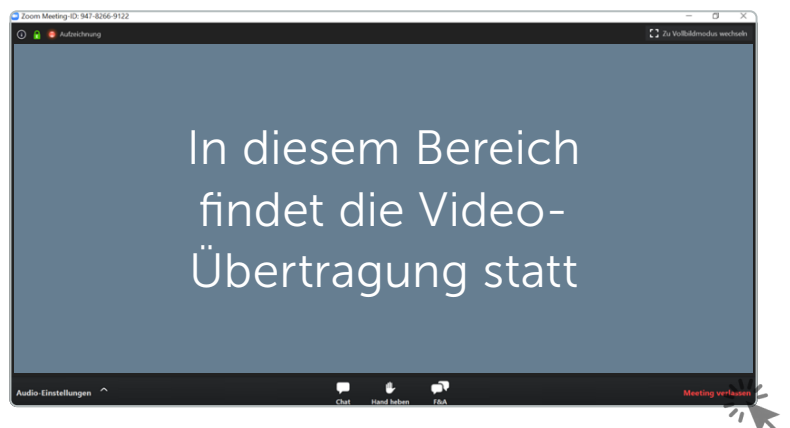 Zoom Meeting-ID: 947-8266-9122
Aufzeichnung
Zu Vollbildmodus wechseln
In diesem Bereich
findet die Video-
Übertragung statt
Audio-Einstellungen
Chat
Hand heben
F&A
Meeting verlassen